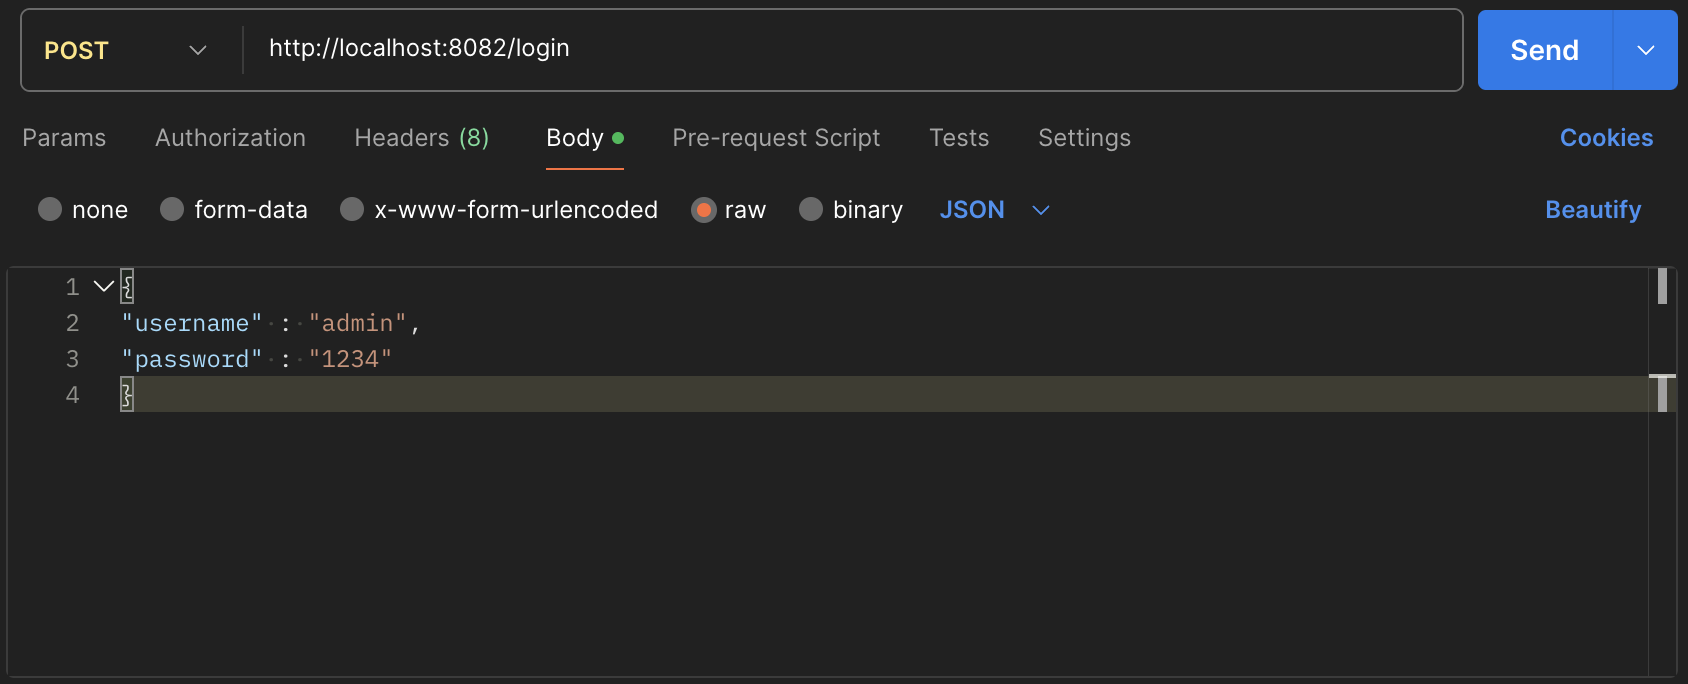 POST http://localhost:8082/login Send
Params Authorization Headers (8) Body Pre-request Script Tests Settings Cookies
none form-data x-www-form-urlencoded raw binary JSON Beautify
1 {
2 "username" : "admin",
3 "password" : "1234"
4 }